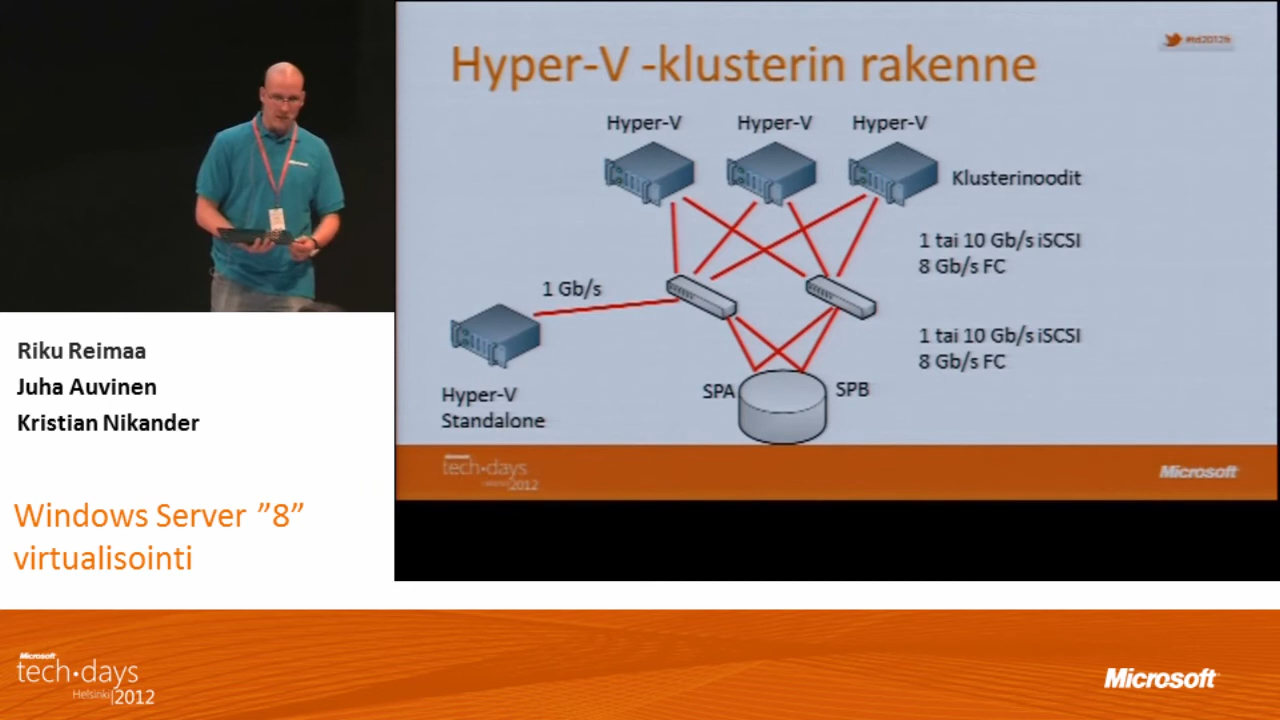 Hyper-V -klusterin rakenne
#td2012fi
Hyper-V
Hyper-V
Hyper-V
Klusterinoodit
1 tai 10 Gb/s iSCSI
8 Gb/s FC
1 Gb/s
1 tai 10 Gb/s iSCSI
8 Gb/s FC
Hyper-V
Standalone
SPA
SPB
tech·days
2012
Microsoft
Riku Reimaa
Juha Auvinen
Kristian Nikander
Windows Server ”8”
virtualisointi
Microsoft
tech·days
Helsinki|2012
Microsoft